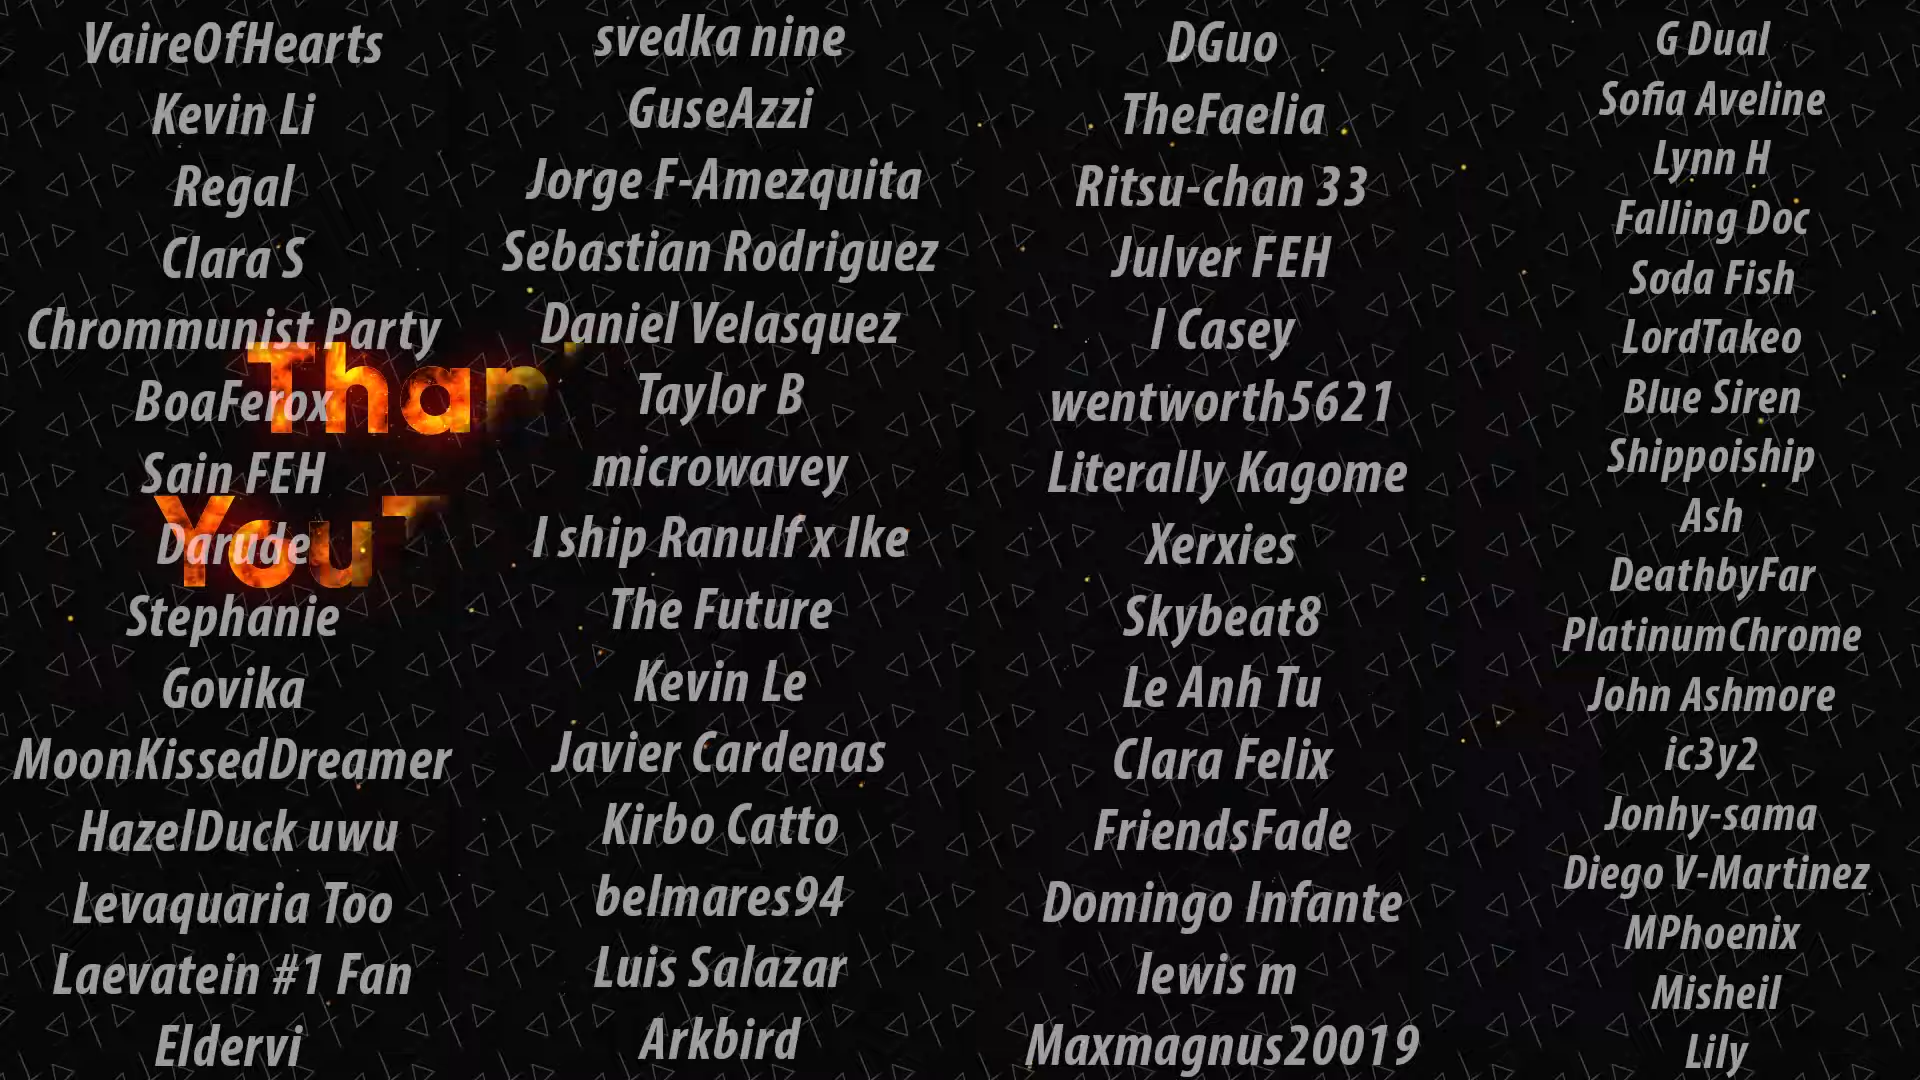 VaireOfHearts
Kevin Li
Regal
Clara S
Chrommunist Party
BoaFerox
Sain FEH
Darude
Stephanie
Govika
MoonKissedDreamer
HazelDuck uwu
Levaquaria Too
Laevatein #1 Fan
Eldervi
svedka nine
GuseAzzi
Jorge F-Amezquita
Sebastian Rodriguez
Daniel Velasquez
Taylor B
microwavey
I ship Ranulf x Ike
The Future
Kevin Le
Javier Cardenas
Kirbo Catto
belmares94
Luis Salazar
Arkbird
DGuo
TheFaelia
Ritsu-chan 33
Julver FEH
I Casey
wentworth5621
Literally Kagome
Xerxies
Skybeat8
Le Anh Tu
Clara Felix
FriendsFade
Domingo Infante
lewis m
Maxmagnus20019
G Dual
Sofia Aveline
Lynn H
Falling Doc
Soda Fish
LordTakeo
Blue Siren
Shippoiship
Ash
DeathbyFar
PlatinumChrome
John Ashmore
ic3y2
Jonhy-sama
Diego V-Martinez
MPhoenix
Misheil
Lily
You